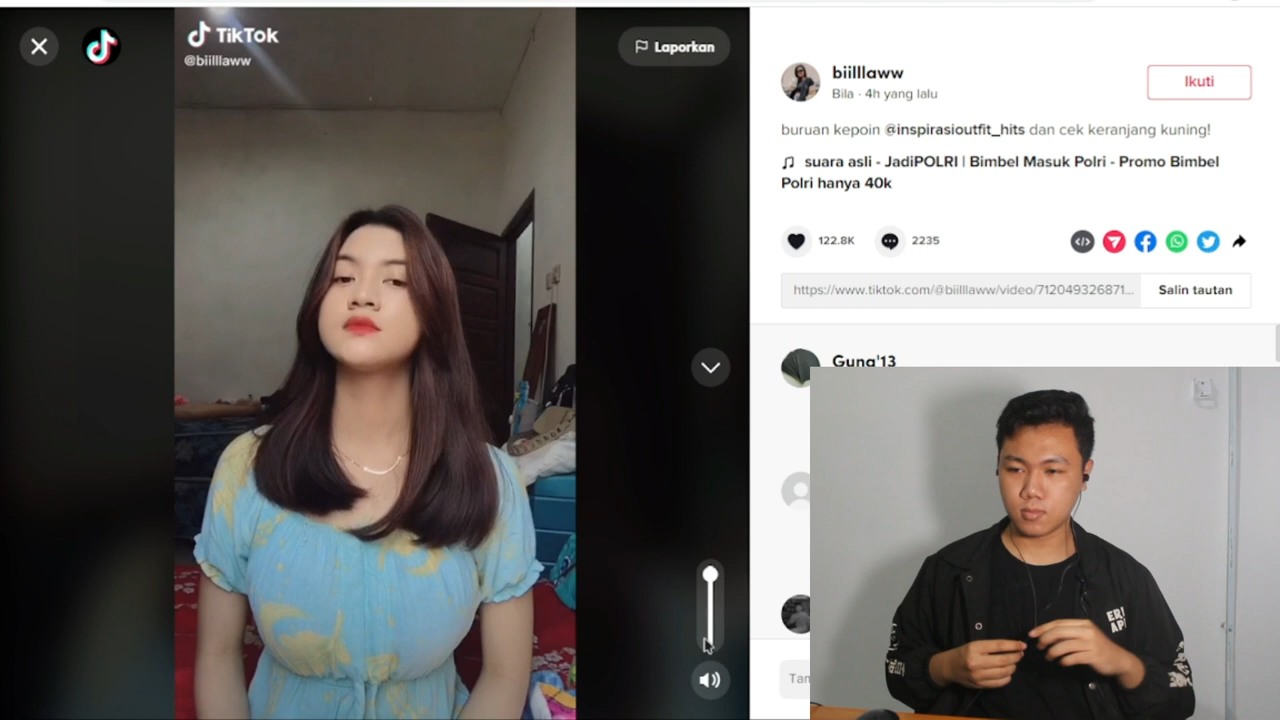 TikTok
@biilllaww
Laporkan
biilllaww
Bila · 4h yang lalu
Ikuti
buruan kepoin @inspirasioutfit_hits dan cek keranjang kuning!
suara asli - JadiPOLRI | Bimbel Masuk Polri - Promo Bimbel
Polri hanya 40k
122.8K
2235
https://www.tiktok.com/@biilllaww/video/712049326871...
Salin tautan
Guna'13